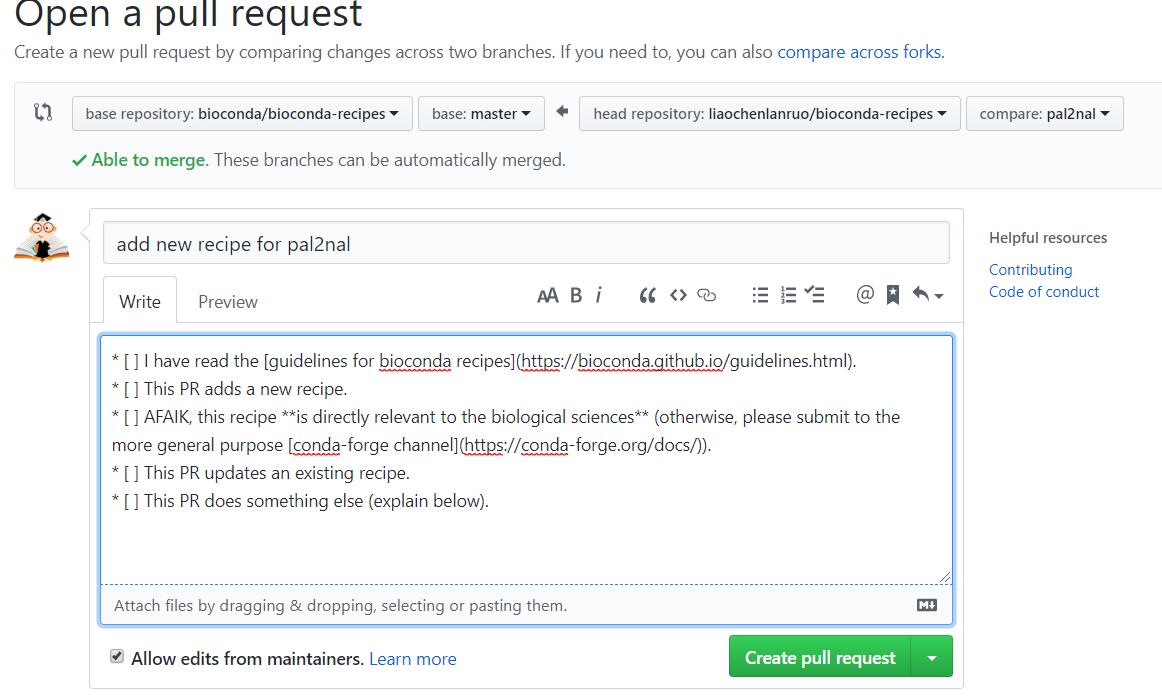 Open a pull request
Create a new pull request by comparing changes across two branches. If you need to, you can also compare across forks.
base repository: bioconda/bioconda-recipes base: master head repository: liaochenlanruo/bioconda-recipes compare: pal2nal
Able to merge. These branches can be automatically merged.
add new recipe for pal2nal
Helpful resources
Contributing
Code of conduct
Write Preview AA B i @
* [ ] I have read the [guidelines for bioconda recipes](https://bioconda.github.io/guidelines.html).
* [ ] This PR adds a new recipe.
* [ ] AFAIK, this recipe **is directly relevant to the biological sciences** (otherwise, please submit to the
more general purpose [conda-forge channel](https://conda-forge.org/docs/)).
* [ ] This PR updates an existing recipe.
* [ ] This PR does something else (explain below).
Attach files by dragging & dropping, selecting or pasting them. M
Allow edits from maintainers. Learn more
Create pull request